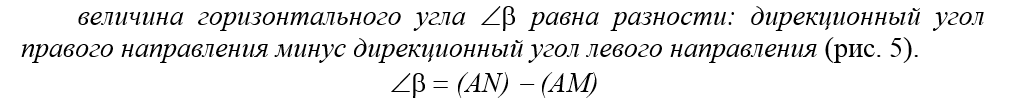 величина горизонтального угла ∠β равна разности: дирекционный угол
правого направления минус дирекционный угол левого направления (рис. 5).
∠β = (AN) – (AM)